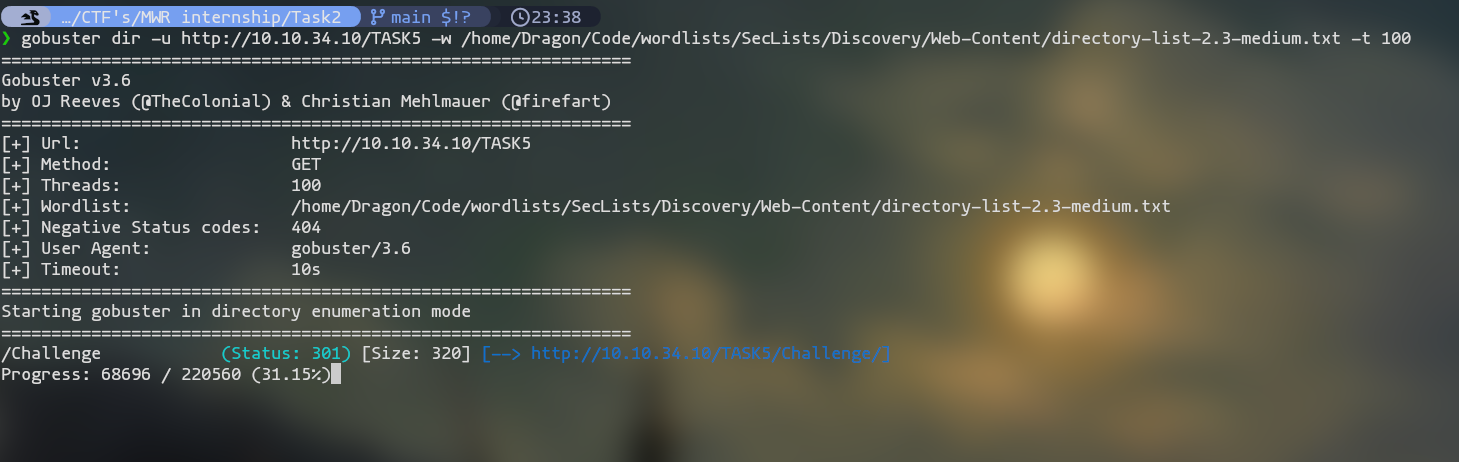 …/CTF's/MWR internship/Task2 main $!? 23:38
❯ gobuster dir -u http://10.10.34.10/TASK5 -w /home/Dragon/Code/wordlists/SecLists/Discovery/Web-Content/directory-list-2.3-medium.txt -t 100
===============================================================
Gobuster v3.6
by OJ Reeves (@TheColonial) & Christian Mehlmauer (@firefart)
===============================================================
[+] Url:                     http://10.10.34.10/TASK5
[+] Method:                  GET
[+] Threads:                 100
[+] Wordlist:                /home/Dragon/Code/wordlists/SecLists/Discovery/Web-Content/directory-list-2.3-medium.txt
[+] Negative Status codes:   404
[+] User Agent:              gobuster/3.6
[+] Timeout:                 10s
===============================================================
Starting gobuster in directory enumeration mode
===============================================================
/Challenge            (Status: 301) [Size: 320] [--> http://10.10.34.10/TASK5/Challenge/]
Progress: 68696 / 220560 (31.15%)